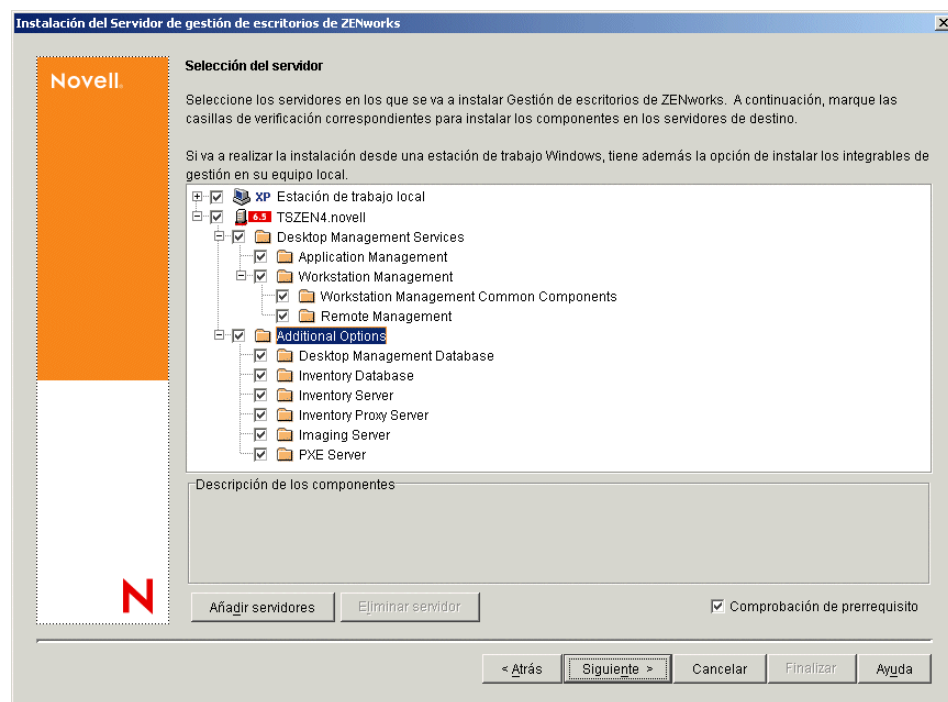 Instalación del Servidor de gestión de escritorios de ZENworks
Novell.
Selección del servidor
Seleccione los servidores en los que se va a instalar Gestión de escritorios de ZENworks. A continuación, marque las
casillas de verificación correspondientes para instalar los componentes en los servidores de destino.
Si va a realizar la instalación desde una estación de trabajo Windows, tiene además la opción de instalar los integrables de
gestión en su equipo local.
XP Estación de trabajo local
6.5 TSZEN4.novell
Desktop Management Services
Application Management
Workstation Management
Workstation Management Common Components
Remote Management
Additional Options
Desktop Management Database
Inventory Database
Inventory Server
Inventory Proxy Server
Imaging Server
PXE Server
Descripción de los componentes
N
Añadir servidores
Eliminar servidor
Comprobación de prerrequisito
< Atrás
Siguiente >
Cancelar
Finalizar
Ayuda